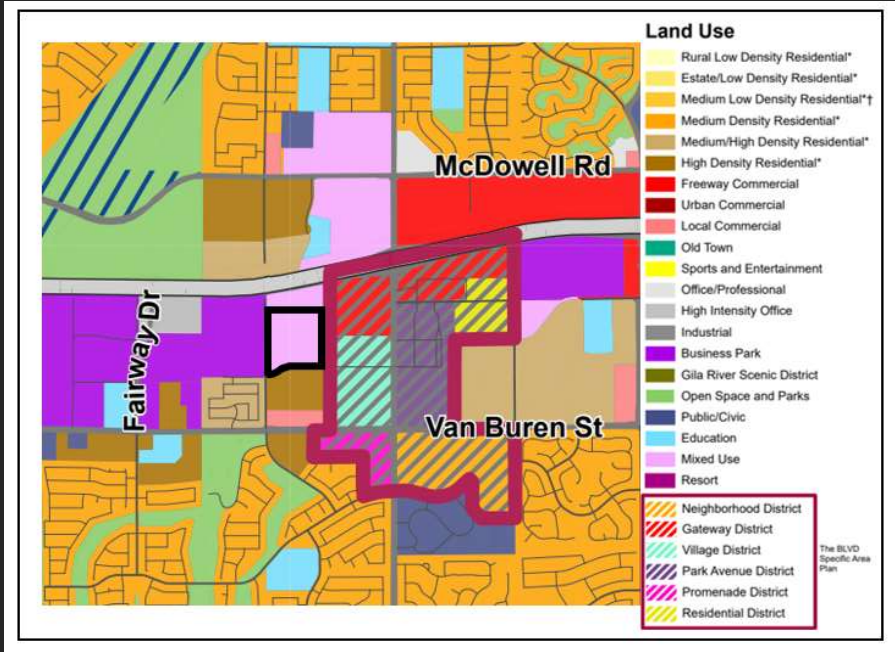 Land Use
Rural Low Density Residential*
Estate/Low Density Residential*
Medium Low Density Residential*†
Medium Density Residential*
Medium/High Density Residential*
High Density Residential*
Freeway Commercial
Urban Commercial
Local Commercial
Old Town
Sports and Entertainment
Office/Professional
High Intensity Office
Industrial
Business Park
Gila River Scenic District
Open Space and Parks
Public/Civic
Education
Mixed Use
Resort
Neighborhood District
Gateway District
Village District
Park Avenue District
Promenade District
Residential District
The BLVD
Specific Area
Plan
McDowell Rd
Fairway Dr
Van Buren St